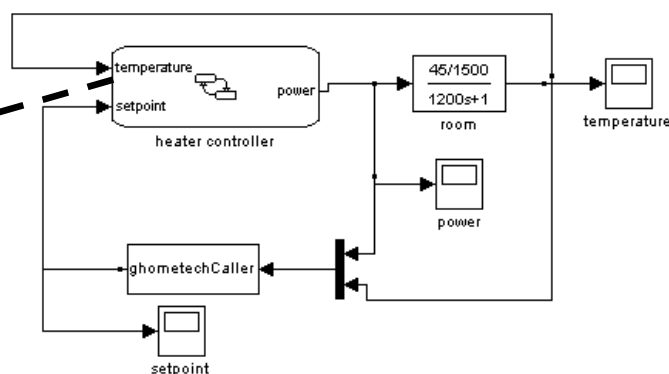 temperature
setpoint
power
heater controller
45/1500
1200s+1
room
temperature
power
ghometechCaller
setpoint